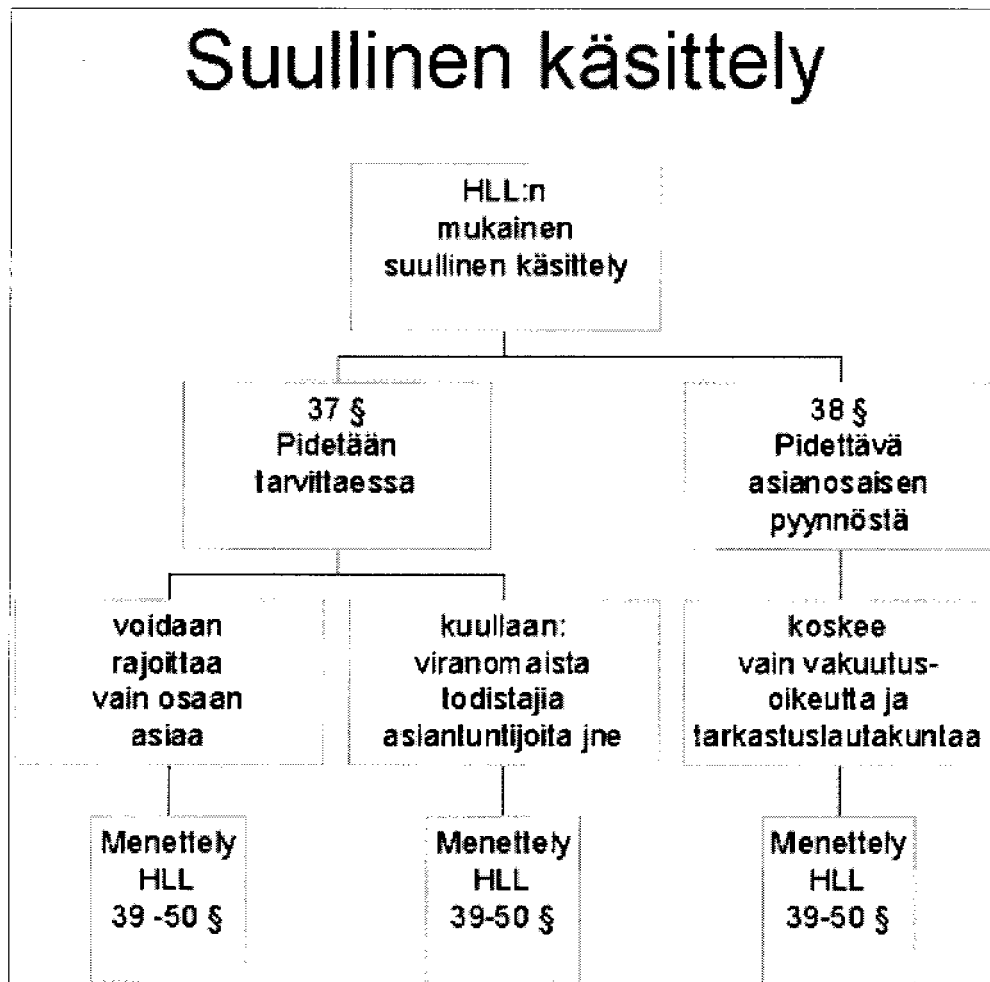 Suullinen käsittely
HLL:n
mukainen
suullinen käsittely
37 §
Pidetään
tarvittaessa
38 §
Pidettävä
asianosaisen
pyynnöstä
voidaan
rajoittaa
vain osaan
asiaa
kuullaan:
viranomaista
todistajia
asiantuntijoita jne
koskee
vain vakuutus-
oikeutta ja
tarkastuslautakuntaa
Menettely
HLL
39 -50 §
Menettely
HLL
39-50 §
Menettely
HLL
39-50 §